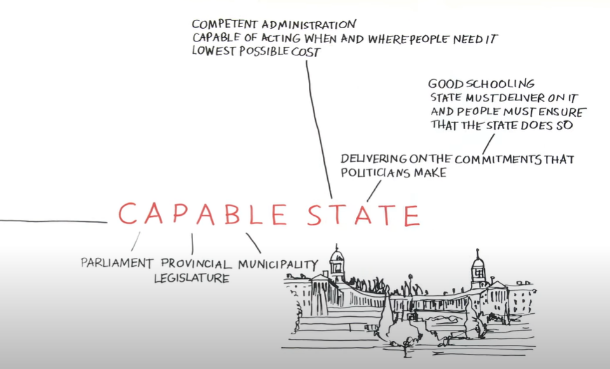 COMPETENT ADMINISTRATION
CAPABLE OF ACTING WHEN AND WHERE PEOPLE NEED IT
LOWEST POSSIBLE COST
GOOD SCHOOLING
STATE MUST DELIVER ON IT
AND PEOPLE MUST ENSURE
THAT THE STATE DOES SO
DELIVERING ON THE COMMITMENTS THAT
POLITICIANS MAKE
CAPABLE STATE
PARLIAMENT PROVINCIAL MUNICIPALITY
LEGISLATURE